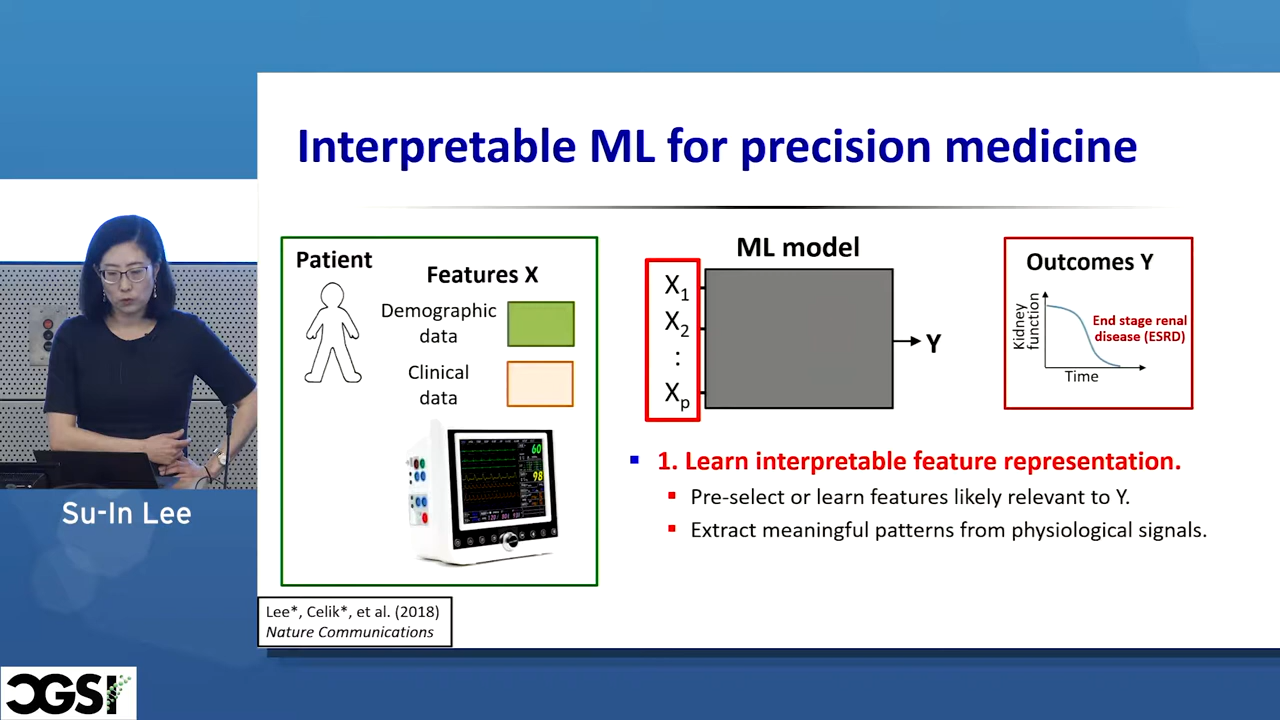 Interpretable ML for precision medicine
Patient
Features X
Demographic
data
Clinical
data
60
98
ML model
X1
X2
:
Xp
Y
Outcomes Y
Kidney
function
End stage renal
disease (ESRD)
Time
1. Learn interpretable feature representation.
Pre-select or learn features likely relevant to Y.
Extract meaningful patterns from physiological signals.
Lee*, Celik*, et al. (2018)
Nature Communications
Su-In Lee
CGSI